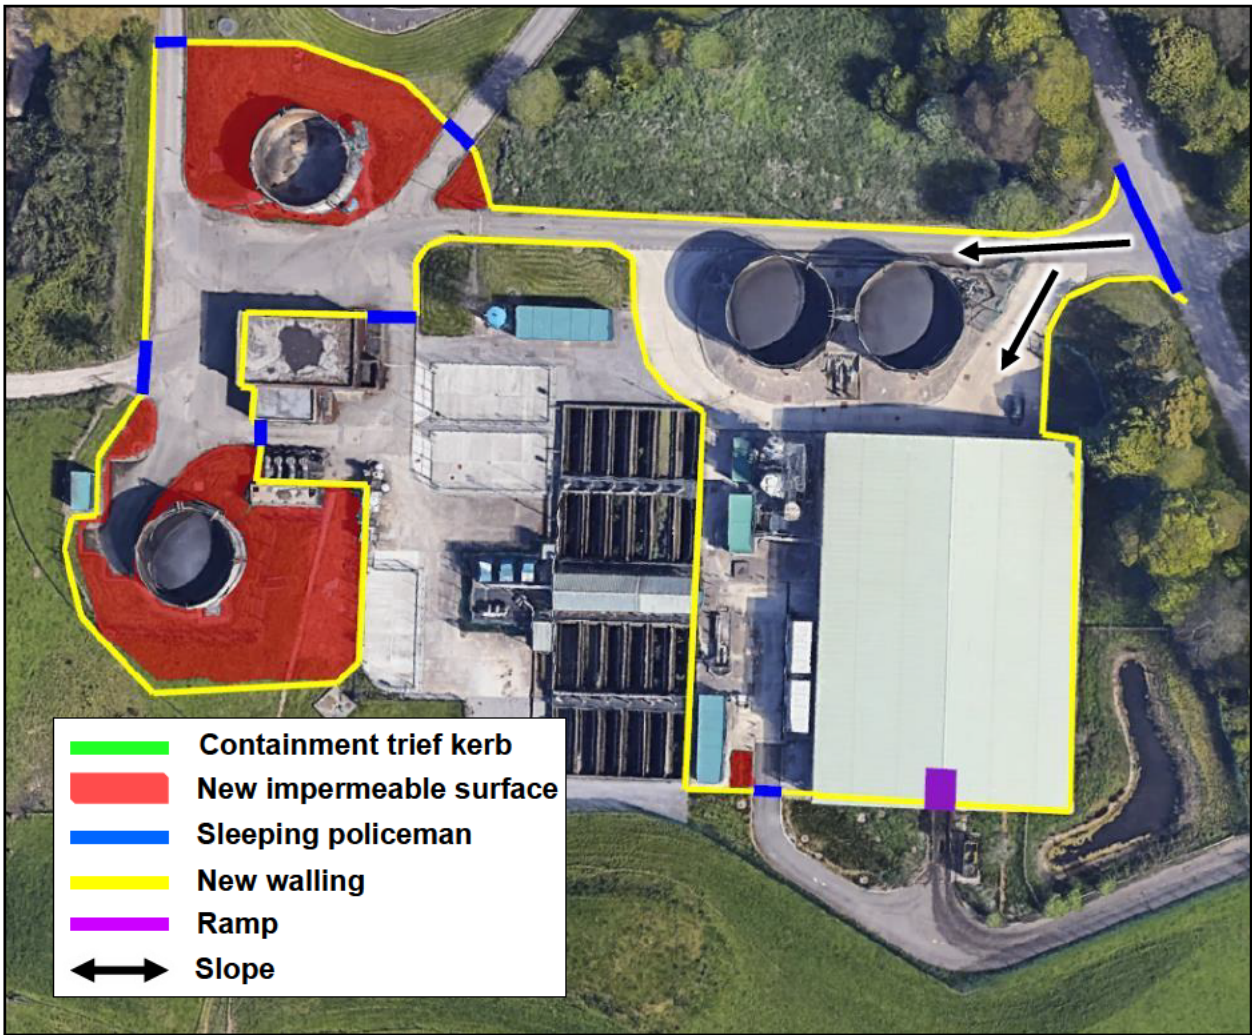 Containment trief kerb
New impermeable surface
Sleeping policeman
New walling
Ramp
Slope